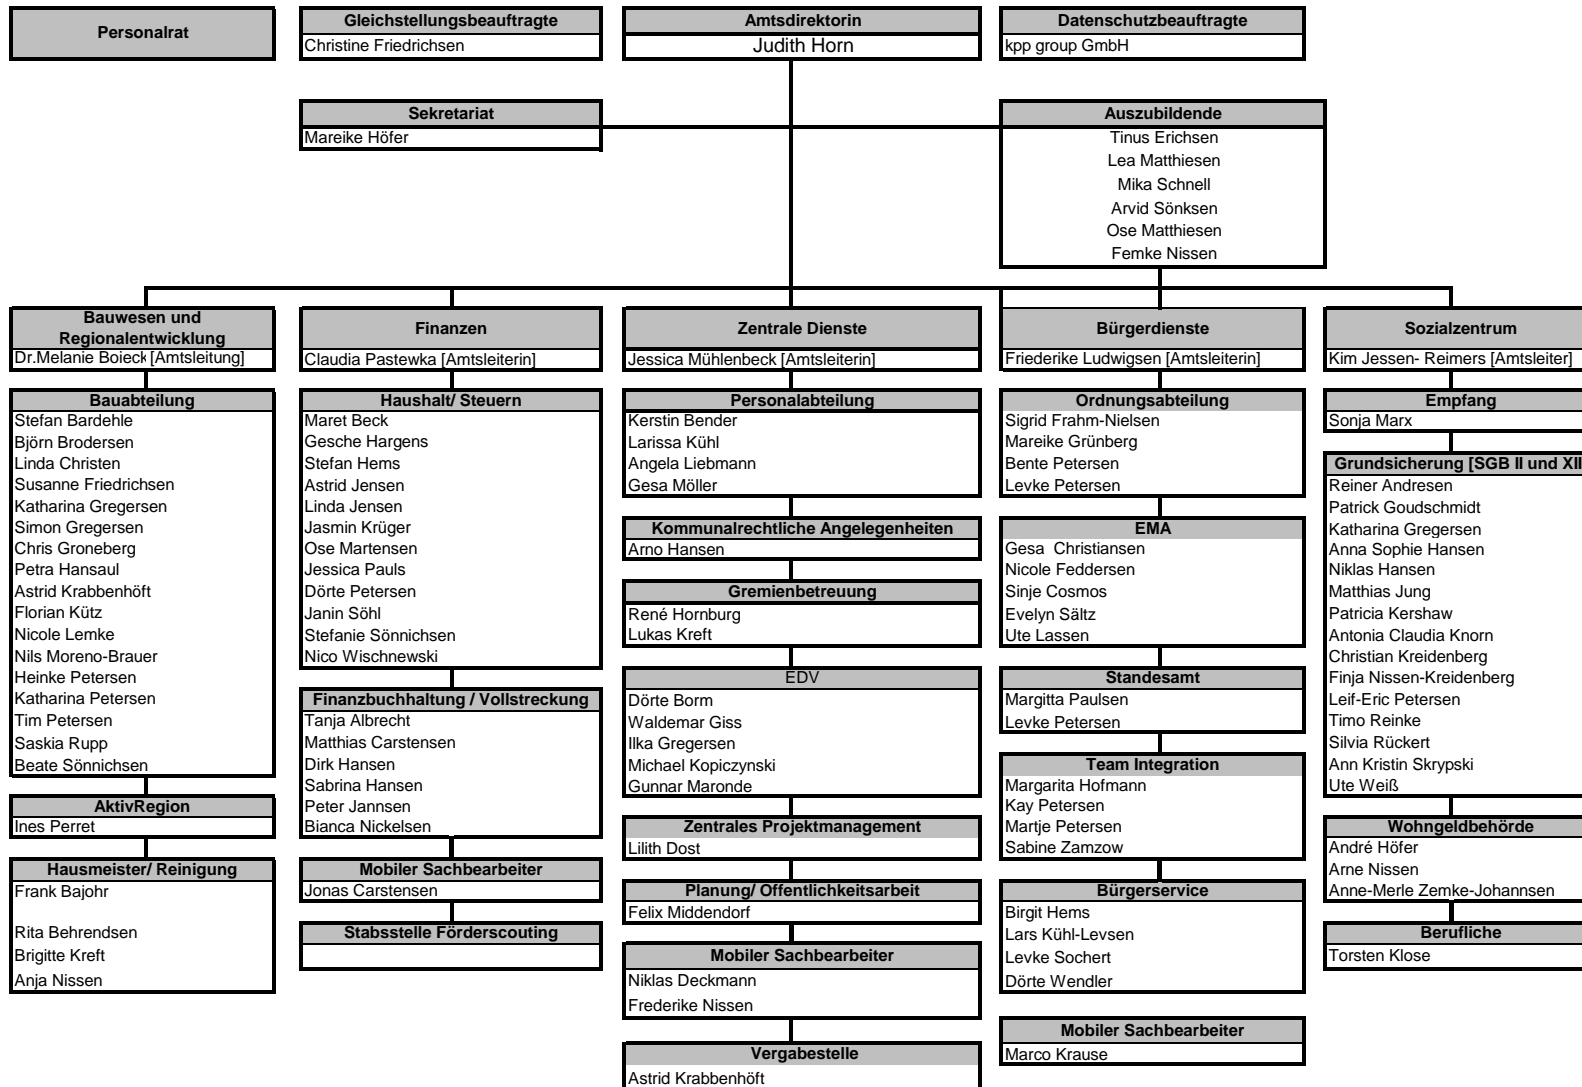 Personalrat
Gleichstellungsbeauftragte
Christine Friedrichsen
Amtsdirektorin
Judith Horn
Datenschutzbeauftragte
kpp group GmbH
Sekretariat
Mareike Höfer
Auszubildende
Tinus Erichsen
Lea Matthiesen
Mika Schnell
Arvid Sönksen
Ose Matthiesen
Femke Nissen
Bauwesen und
Regionalentwicklung
Dr.Melanie Boieck [Amtsleitung]
Bauabteilung
Stefan Bardehle
Björn Brodersen
Linda Christen
Susanne Friedrichsen
Katharina Gregersen
Simon Gregersen
Chris Groneberg
Petra Hansaul
Astrid Krabbenhöft
Florian Kütz
Nicole Lemke
Nils Moreno-Brauer
Heinke Petersen
Katharina Petersen
Tim Petersen
Saskia Rupp
Beate Sönnichsen
AktivRegion
Ines Perret
Hausmeister/ Reinigung
Frank Bajohr
Rita Behrendsen
Brigitte Kreft
Anja Nissen
Finanzen
Claudia Pastewka [Amtsleiterin]
Haushalt/ Steuern
Maret Beck
Gesche Hargens
Stefan Hems
Astrid Jensen
Linda Jensen
Jasmin Krüger
Ose Martensen
Jessica Pauls
Dörte Petersen
Janin Söhl
Stefanie Sönnichsen
Nico Wischnewski
Finanzbuchhaltung / Vollstreckung
Tanja Albrecht
Matthias Carstensen
Dirk Hansen
Sabrina Hansen
Peter Jannsen
Bianca Nickelsen
Mobiler Sachbearbeiter
Jonas Carstensen
Stabsstelle Förderscouting
Zentrale Dienste
Jessica Mühlenbeck [Amtsleiterin]
Personalabteilung
Kerstin Bender
Larissa Kühl
Angela Liebmann
Gesa Möller
Kommunalrechtliche Angelegenheiten
Arno Hansen
Gremienbetreuung
René Hornburg
Lukas Kreft
EDV
Dörte Borm
Waldemar Giss
Ilka Gregersen
Michael Kopiczynski
Gunnar Maronde
Zentrales Projektmanagement
Lilith Dost
Planung/ Öffentlichkeitsarbeit
Felix Middendorf
Mobiler Sachbearbeiter
Niklas Deckmann
Frederike Nissen
Vergabestelle
Astrid Krabbenhöft
Bürgerdienste
Friederike Ludwigsen [Amtsleiterin]
Ordnungsabteilung
Sigrid Frahm-Nielsen
Mareike Grünberg
Bente Petersen
Levke Petersen
EMA
Gesa  Christiansen
Nicole Feddersen
Sinje Cosmos
Evelyn Sältz
Ute Lassen
Standesamt
Margitta Paulsen
Levke Petersen
Team Integration
Margarita Hofmann
Kay Petersen
Martje Petersen
Sabine Zamzow
Bürgerservice
Birgit Hems
Lars Kühl-Levsen
Levke Sochert
Dörte Wendler
Mobiler Sachbearbeiter
Marco Krause
Sozialzentrum
Kim Jessen- Reimers [Amtsleiter]
Empfang
Sonja Marx
Grundsicherung [SGB II und XII
Reiner Andresen
Patrick Goudschmidt
Katharina Gregersen
Anna Sophie Hansen
Niklas Hansen
Matthias Jung
Patricia Kershaw
Antonia Claudia Knorn
Christian Kreidenberg
Finja Nissen-Kreidenberg
Leif-Eric Petersen
Timo Reinke
Silvia Rückert
Ann Kristin Skrypski
Ute Weiß
Wohngeldbehörde
André Höfer
Arne Nissen
Anne-Merle Zemke-Johannsen
Berufliche
Torsten Klose